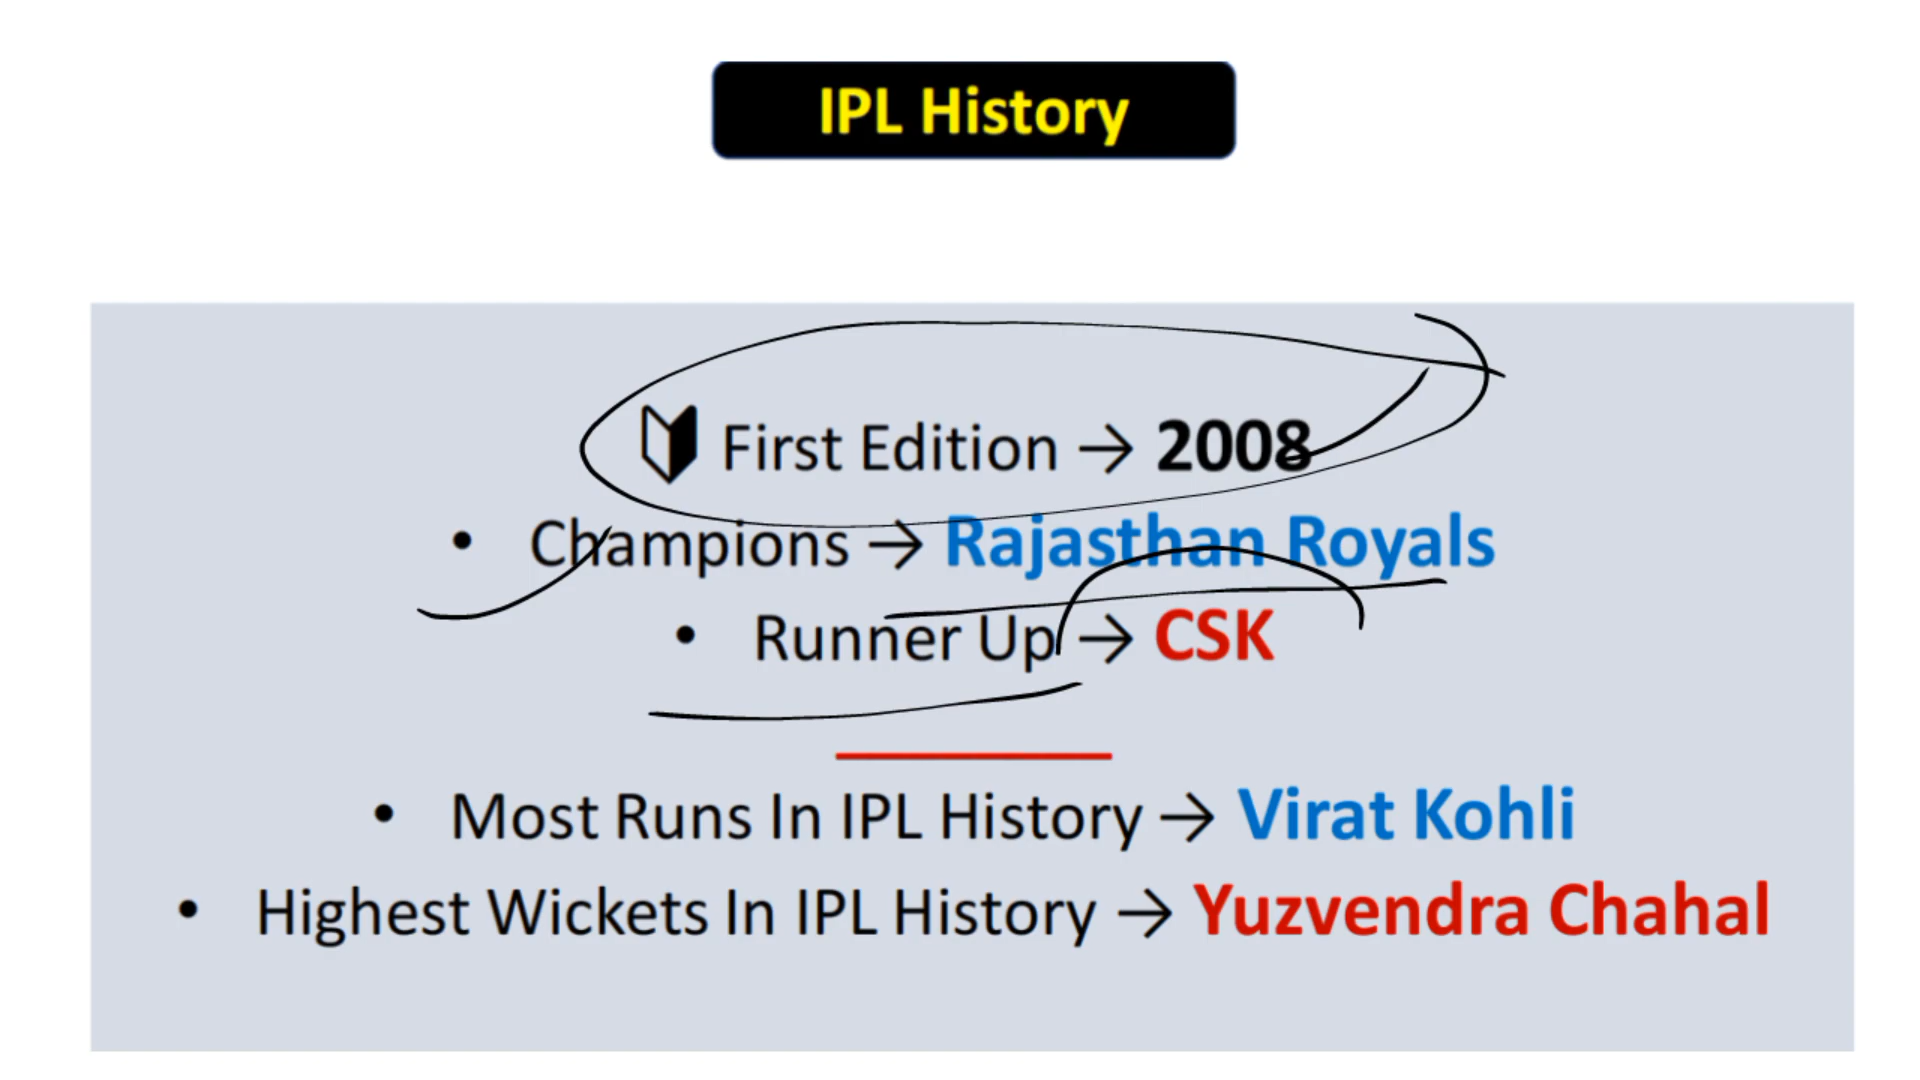 IPL History
🔰 First Edition → 2008
• Champions → Rajasthan Royals
• Runner Up → CSK
• Most Runs In IPL History → Virat Kohli
• Highest Wickets In IPL History → Yuzvendra Chahal